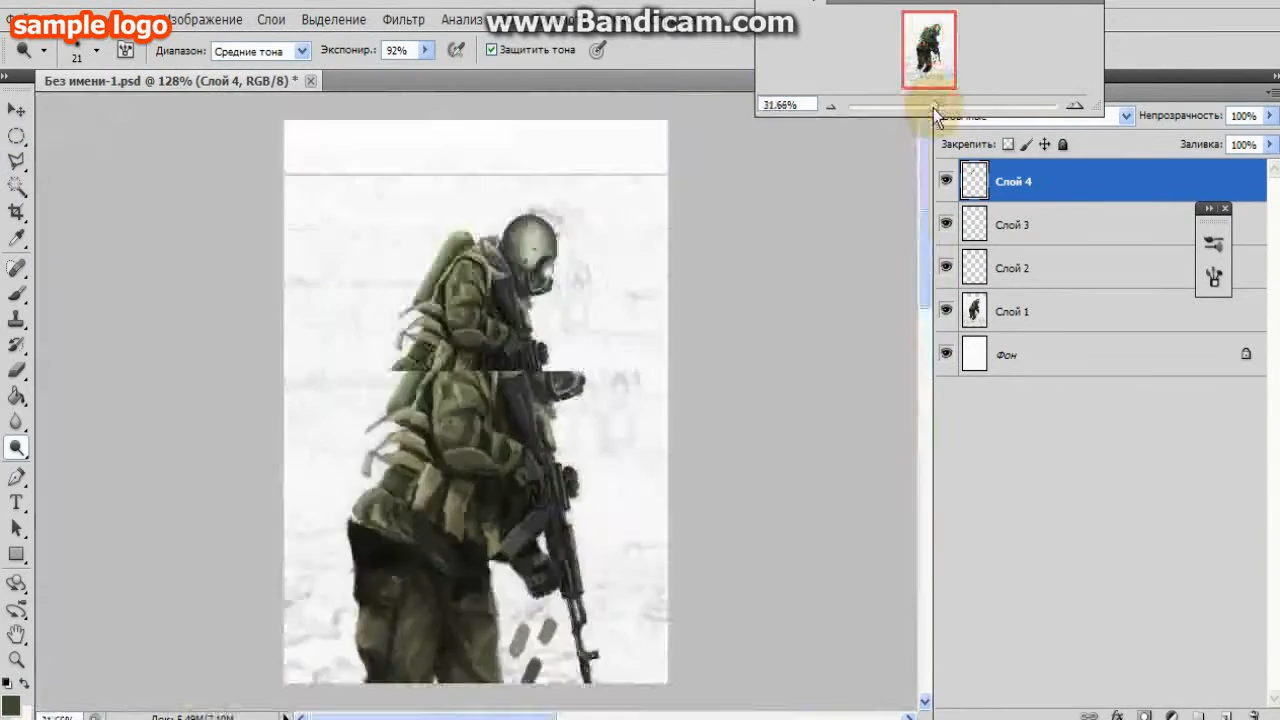 www.Bandicam.com
sample logo
Изображение Слои Выделение Фильтр Анализ
21 Диапазон: Средние тона Экспонир.: 92% Защитить тона
Без имени-1.psd @ 128% (Слой 4, RGB/8) *
31.66%
Непрозрачность: 100%
Закрепить: Заливка: 100%
Слой 4
Слой 3
Слой 2
Слой 1
Фон